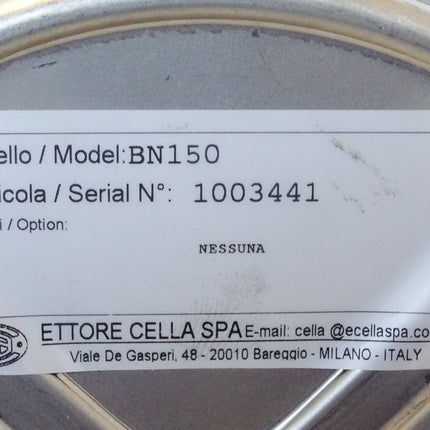 ello / Model:BN150
icola / Serial N°: 1003441
i / Option:
NESSUNA
ETTORE CELLA SPA E-mail: cella @ecellaspa.co
Viale De Gasperi, 48 - 20010 Bareggio - MILANO - ITALY